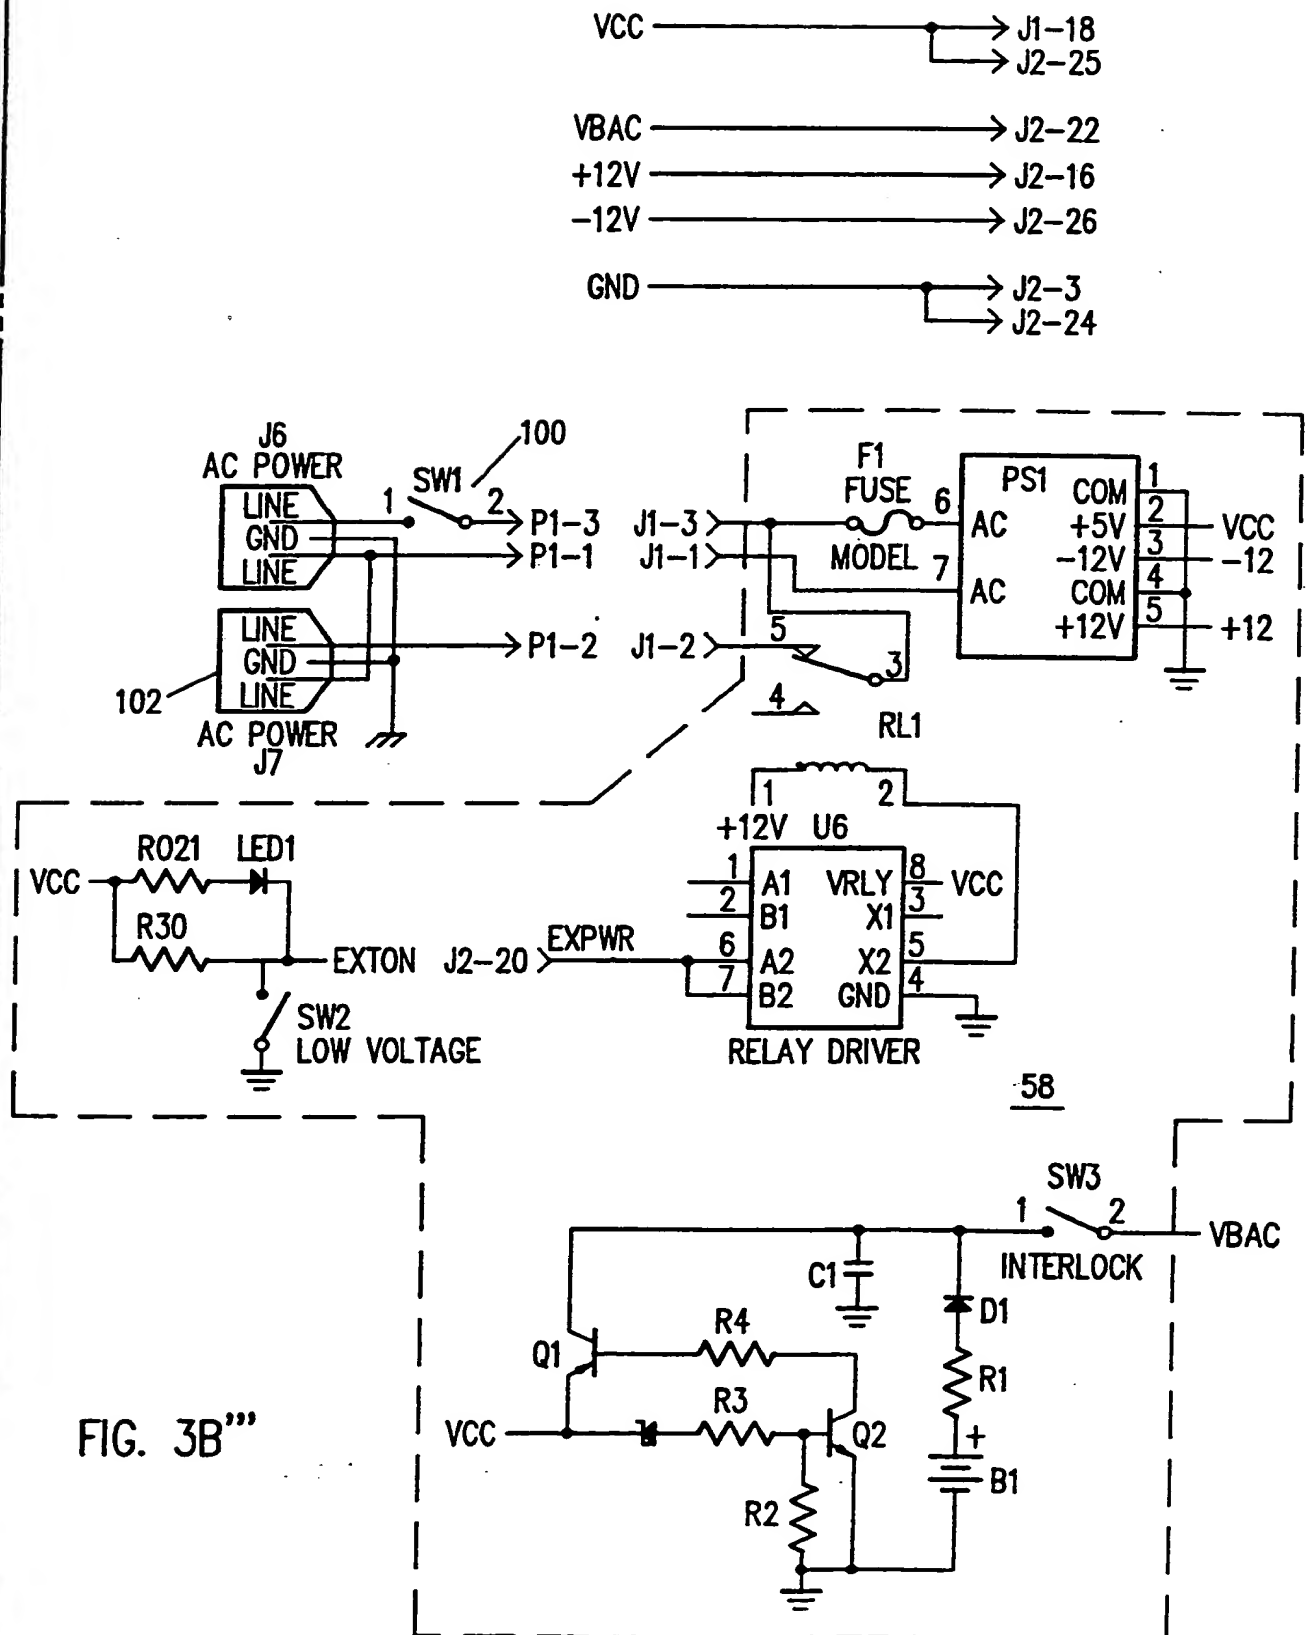 VCC J1-18
J2-25
VBAC J2-22
+12V J2-16
-12V J2-26
GND J2-3
J2-24
J6
AC POWER
LINE
GND
LINE
1 SW1 2
100
P1-3
P1-1
LINE
GND
LINE
102
AC POWER
J7
P1-2
J1-3
J1-1
J1-2
F1
FUSE
MODEL
6
7
PS1
AC
AC
COM 1
+5V 2 VCC
-12V 3 -12
COM 4
+12V 5 +12
5
3
4
RL1
1 2
+12V U6
1 A1 VRLY 8 VCC
2 B1 X1 3
6 A2 X2 5
7 B2 GND 4
RELAY DRIVER
RO21 LED1
VCC
R30
EXTON
J2-20 EXPWR
SW2
LOW VOLTAGE
58
SW3
1 2
VBAC
INTERLOCK
C1
D1
R4
Q1
R1
R3
VCC
Q2
+
B1
R2
FIG. 3B'''